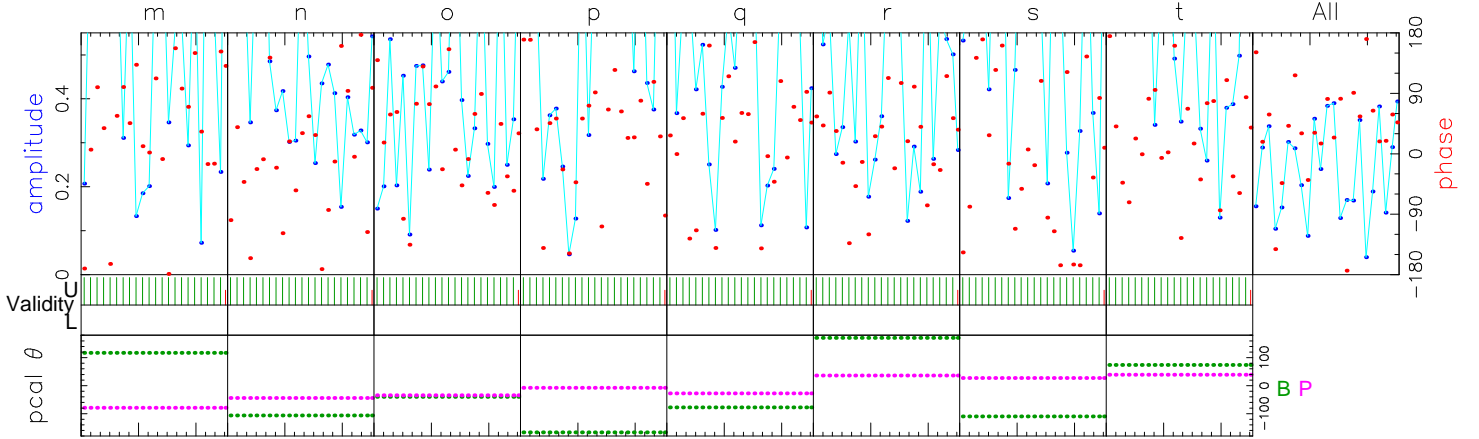 m n o p q r s t All
amplitude
0 0.2 0.4
phase
−180 −90 0 90 180
U
Validity
L
pcal θ
−100 0 100
B P